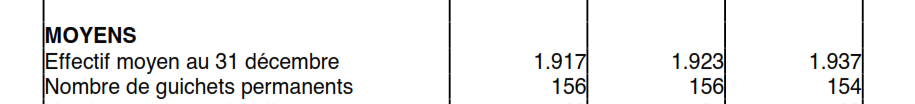 MOYENS
Effectif moyen au 31 décembre 1.917 1.923 1.937
Nombre de guichets permanents 156 156 154